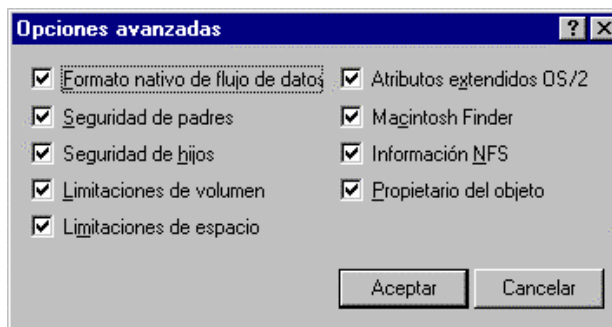 Opciones avanzadas
Formato nativo de flujo de datos
Seguridad de padres
Seguridad de hijos
Limitaciones de volumen
Limitaciones de espacio
Atributos extendidos OS/2
Macintosh Finder
Información NFS
Propietario del objeto
Aceptar
Cancelar